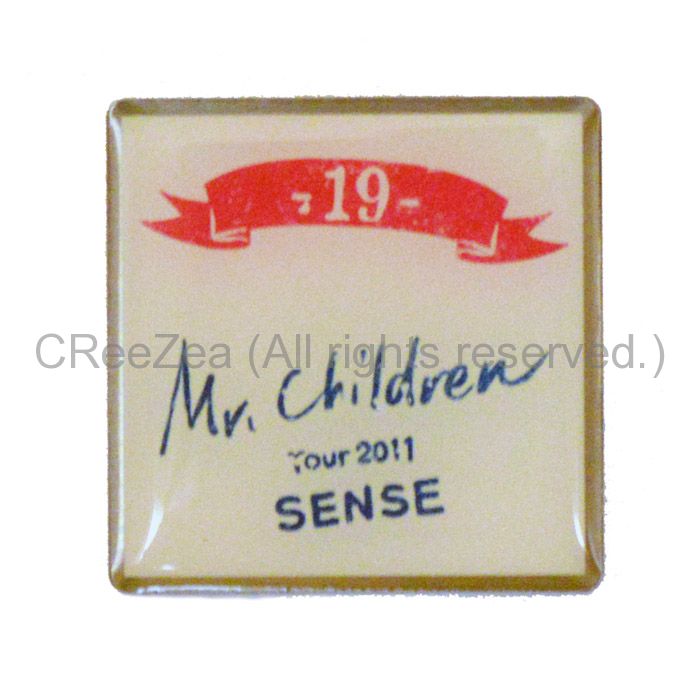 -19-
CReeZea (All rights reserved.)
Mr. Children
Tour 2011
SENSE